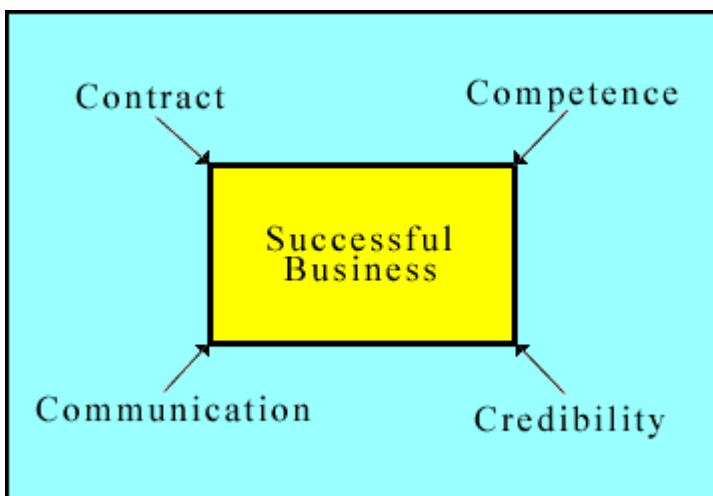 Contract
Competence
Successful
Business
Communication
Credibility